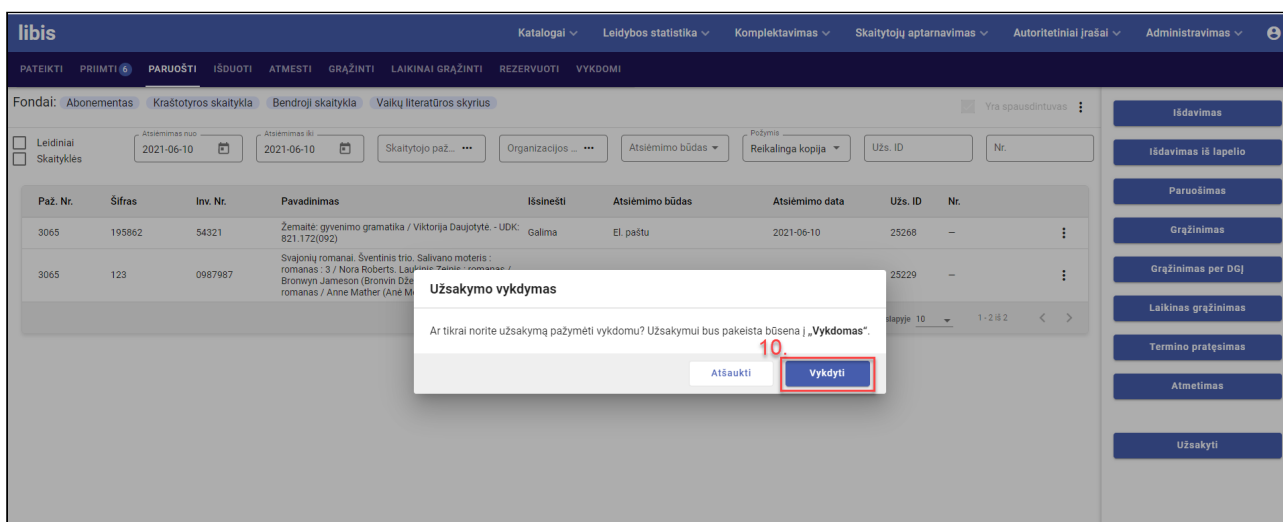 libis
Katalogai Leidybos statistika Komplektavimas Skaitytojų aptarnavimas Autoritetiniai įrašai Administravimas
PATEIKTI PRIIMTI 6 PARUOŠTI IŠDUOTI ATMESTI GRĄŽINTI LAIKINAI GRĄŽINTI REZERVUOTI VYKDOMI
Fondai: Abonementas Kraštotyros skaitykla Bendroji skaitykla Vaikų literatūros skyrius Yra spausdintuvas
Leidiniai
Skaityklės
Atsiėmimo nuo
2021-06-10
Atsiėmimas iki
2021-06-10
Skaitytojo paž... •••
Organizacijos ... •••
Atsiėmimo būdas
Požymis
Reikalinga kopija
Užs. ID
Nr.
Paž. Nr. Šifras Inv. Nr. Pavadinimas Išsinešti Atsiėmimo būdas Atsiėmimo data Užs. ID Nr.
3065 195862 54321 Žemaitė: gyvenimo gramatika / Viktorija Daujotytė. - UDK: Galima El. paštu 2021-06-10 25268 –
821.172(092)
Svajonių romanai. Šventinis trio. Salivano moteris :
romanas : 3 / Nora Roberts. Laukinis romanas /
3065 123 0987987 Bronwyn Jameson (Bronvin 25229 –
romanas / Anne Mather (Anė
10 1 - 2 iš 2
Užsakymo vykdymas
Ar tikrai norite užsakymą pažymėti vykdomu? Užsakymui bus pakeista būsena į „Vykdomas“.
10.
Atšaukti Vykdyti
Išdavimas
Išdavimas iš lapelio
Paruošimas
Grąžinimas
Grąžinimas per DGĮ
Laikinas grąžinimas
Termino pratęsimas
Atmetimas
Užsakyti